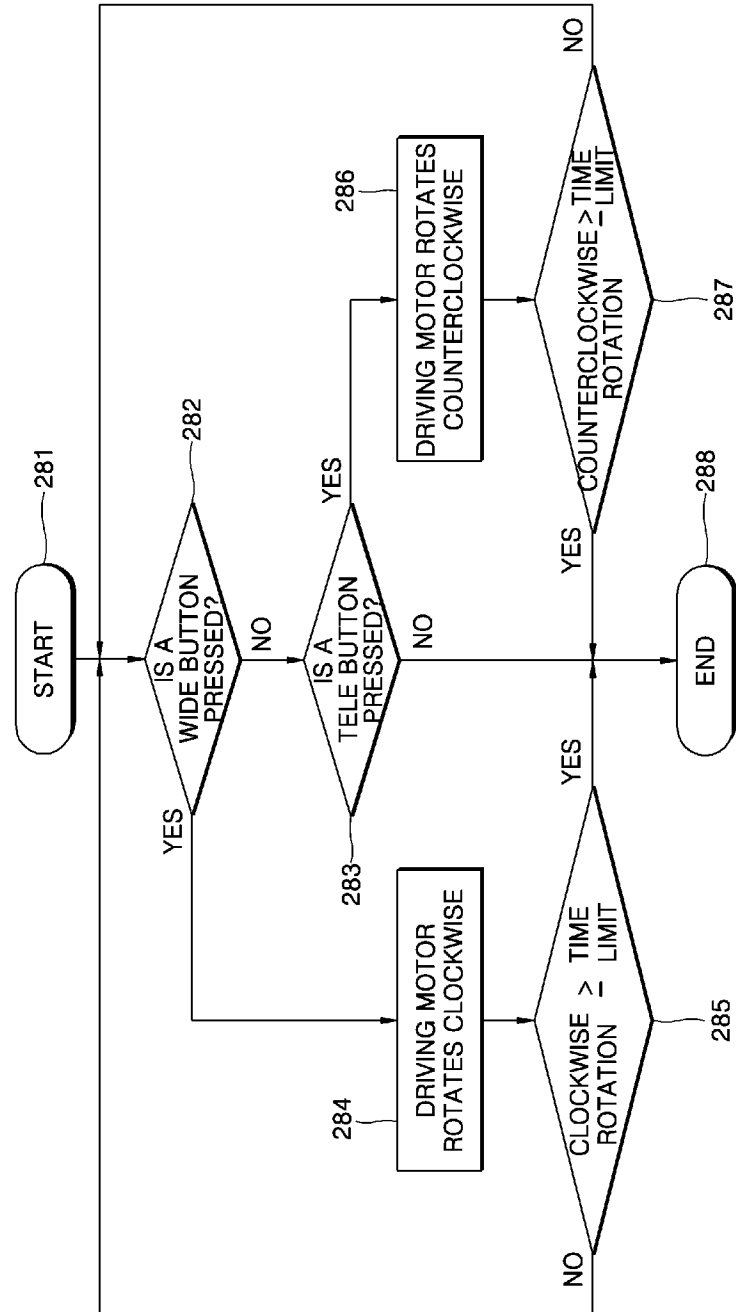 START
281
IS A
WIDE BUTTON
PRESSED?
282
YES
NO
IS A
TELE BUTTON
PRESSED?
283
YES
NO
DRIVING MOTOR
ROTATES CLOCKWISE
284
DRIVING MOTOR ROTATES
COUNTERCLOCKWISE
286
CLOCKWISE ≥ TIME
ROTATION LIMIT
285
NO
YES
COUNTERCLOCKWISE ≥ TIME
ROTATION LIMIT
287
YES
NO
END
288